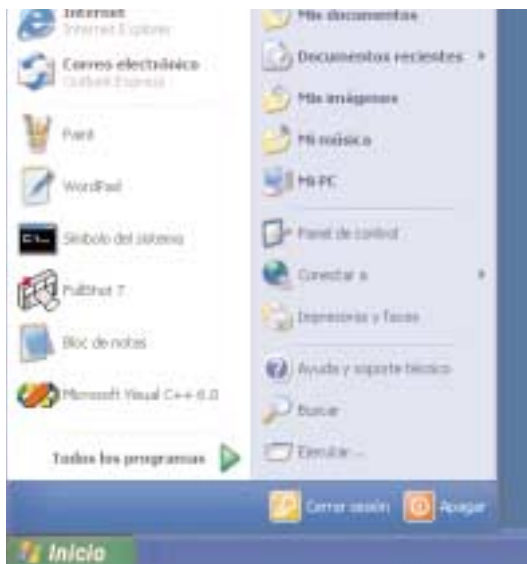 Internet
Internet Explorer
Correo electrónico
Outlook Express
Paint
WordPad
Símbolo del sistema
FullShot 7
Bloc de notas
Microsoft Visual C++ 6.0
Todos los programas
Mis documentos
Documentos recientes
Mis imágenes
Mi música
Mi PC
Panel de control
Conectar a
Impresoras y faxes
Ayuda y soporte técnico
Buscar
Ejecutar...
Cerrar sesión
Apagar
Inicio